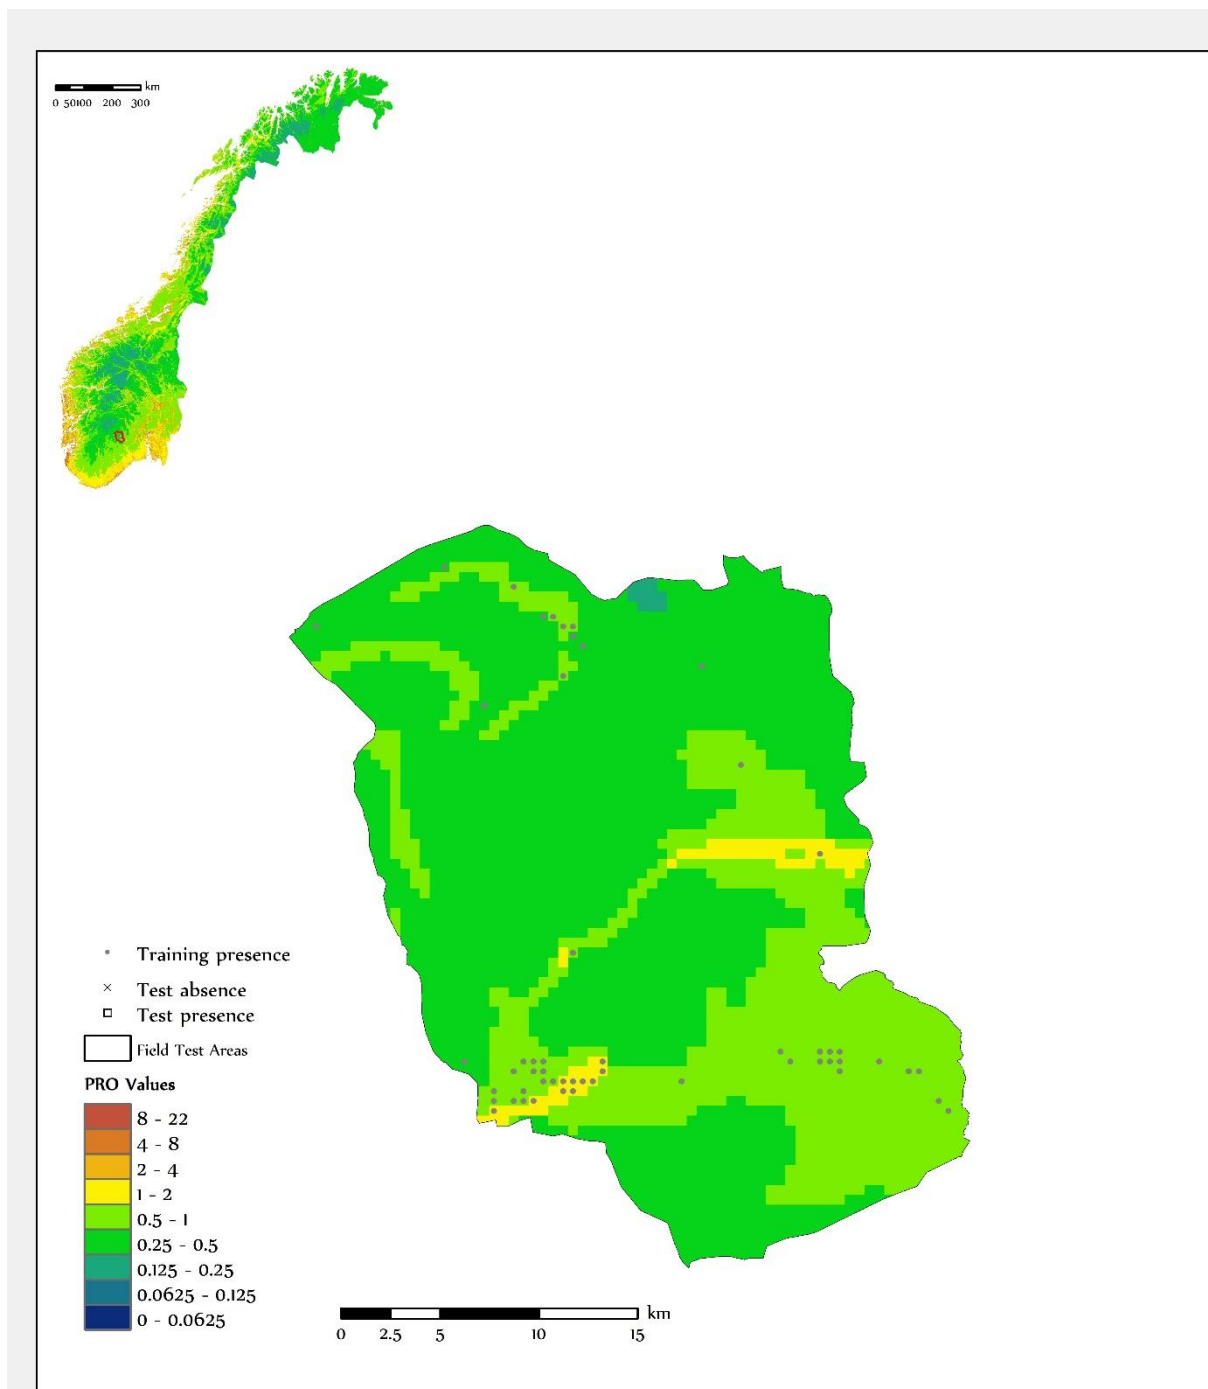 km
0 50100 200 300
Training presence
Test absence
Test presence
Field Test Areas
PRO Values
8 - 22
4 - 8
2 - 4
1 - 2
0.5 - 1
0.25 - 0.5
0.125 - 0.25
0.0625 - 0.125
0 - 0.0625
km
0 2.5 5 10 15